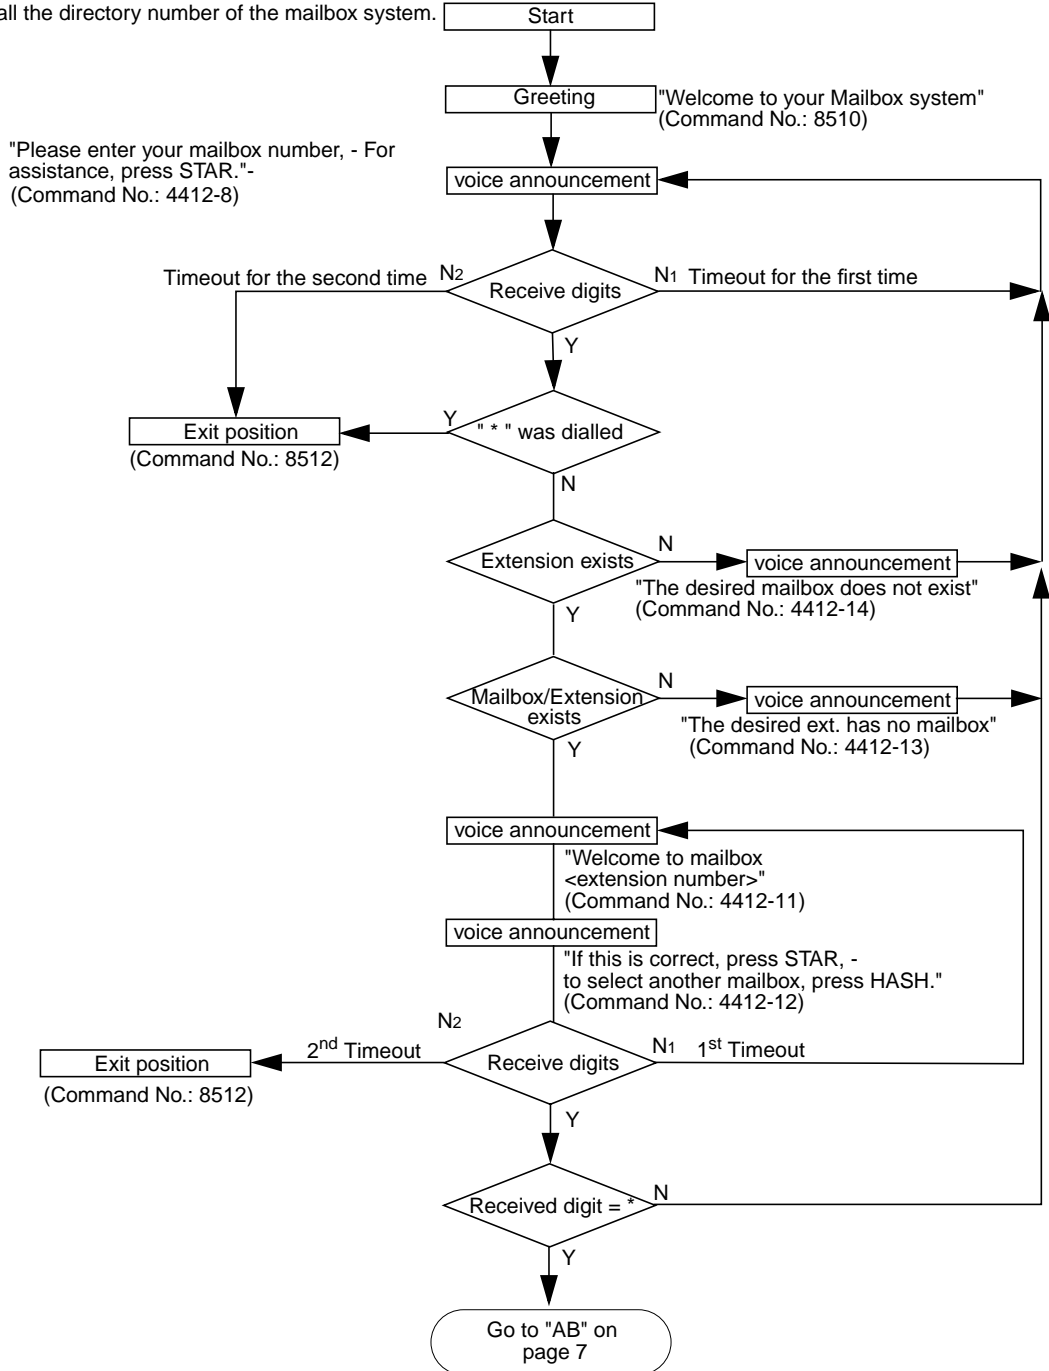 all the directory number of the mailbox system.
Start
Greeting
"Welcome to your Mailbox system"
(Command No.: 8510)
"Please enter your mailbox number, - For
assistance, press STAR."-
(Command No.: 4412-8)
voice announcement
Timeout for the second time
N2
Receive digits
N1 Timeout for the first time
Y
Y
" * " was dialled
Exit position
(Command No.: 8512)
N
Extension exists
N
voice announcement
"The desired mailbox does not exist"
(Command No.: 4412-14)
Y
Mailbox/Extension
exists
N
voice announcement
"The desired ext. has no mailbox"
(Command No.: 4412-13)
Y
voice announcement
"Welcome to mailbox
<extension number>"
(Command No.: 4412-11)
voice announcement
"If this is correct, press STAR, -
to select another mailbox, press HASH."
(Command No.: 4412-12)
N2
2nd Timeout
Receive digits
N1 1st Timeout
Exit position
(Command No.: 8512)
Y
Received digit = *
N
Y
Go to "AB" on
page 7